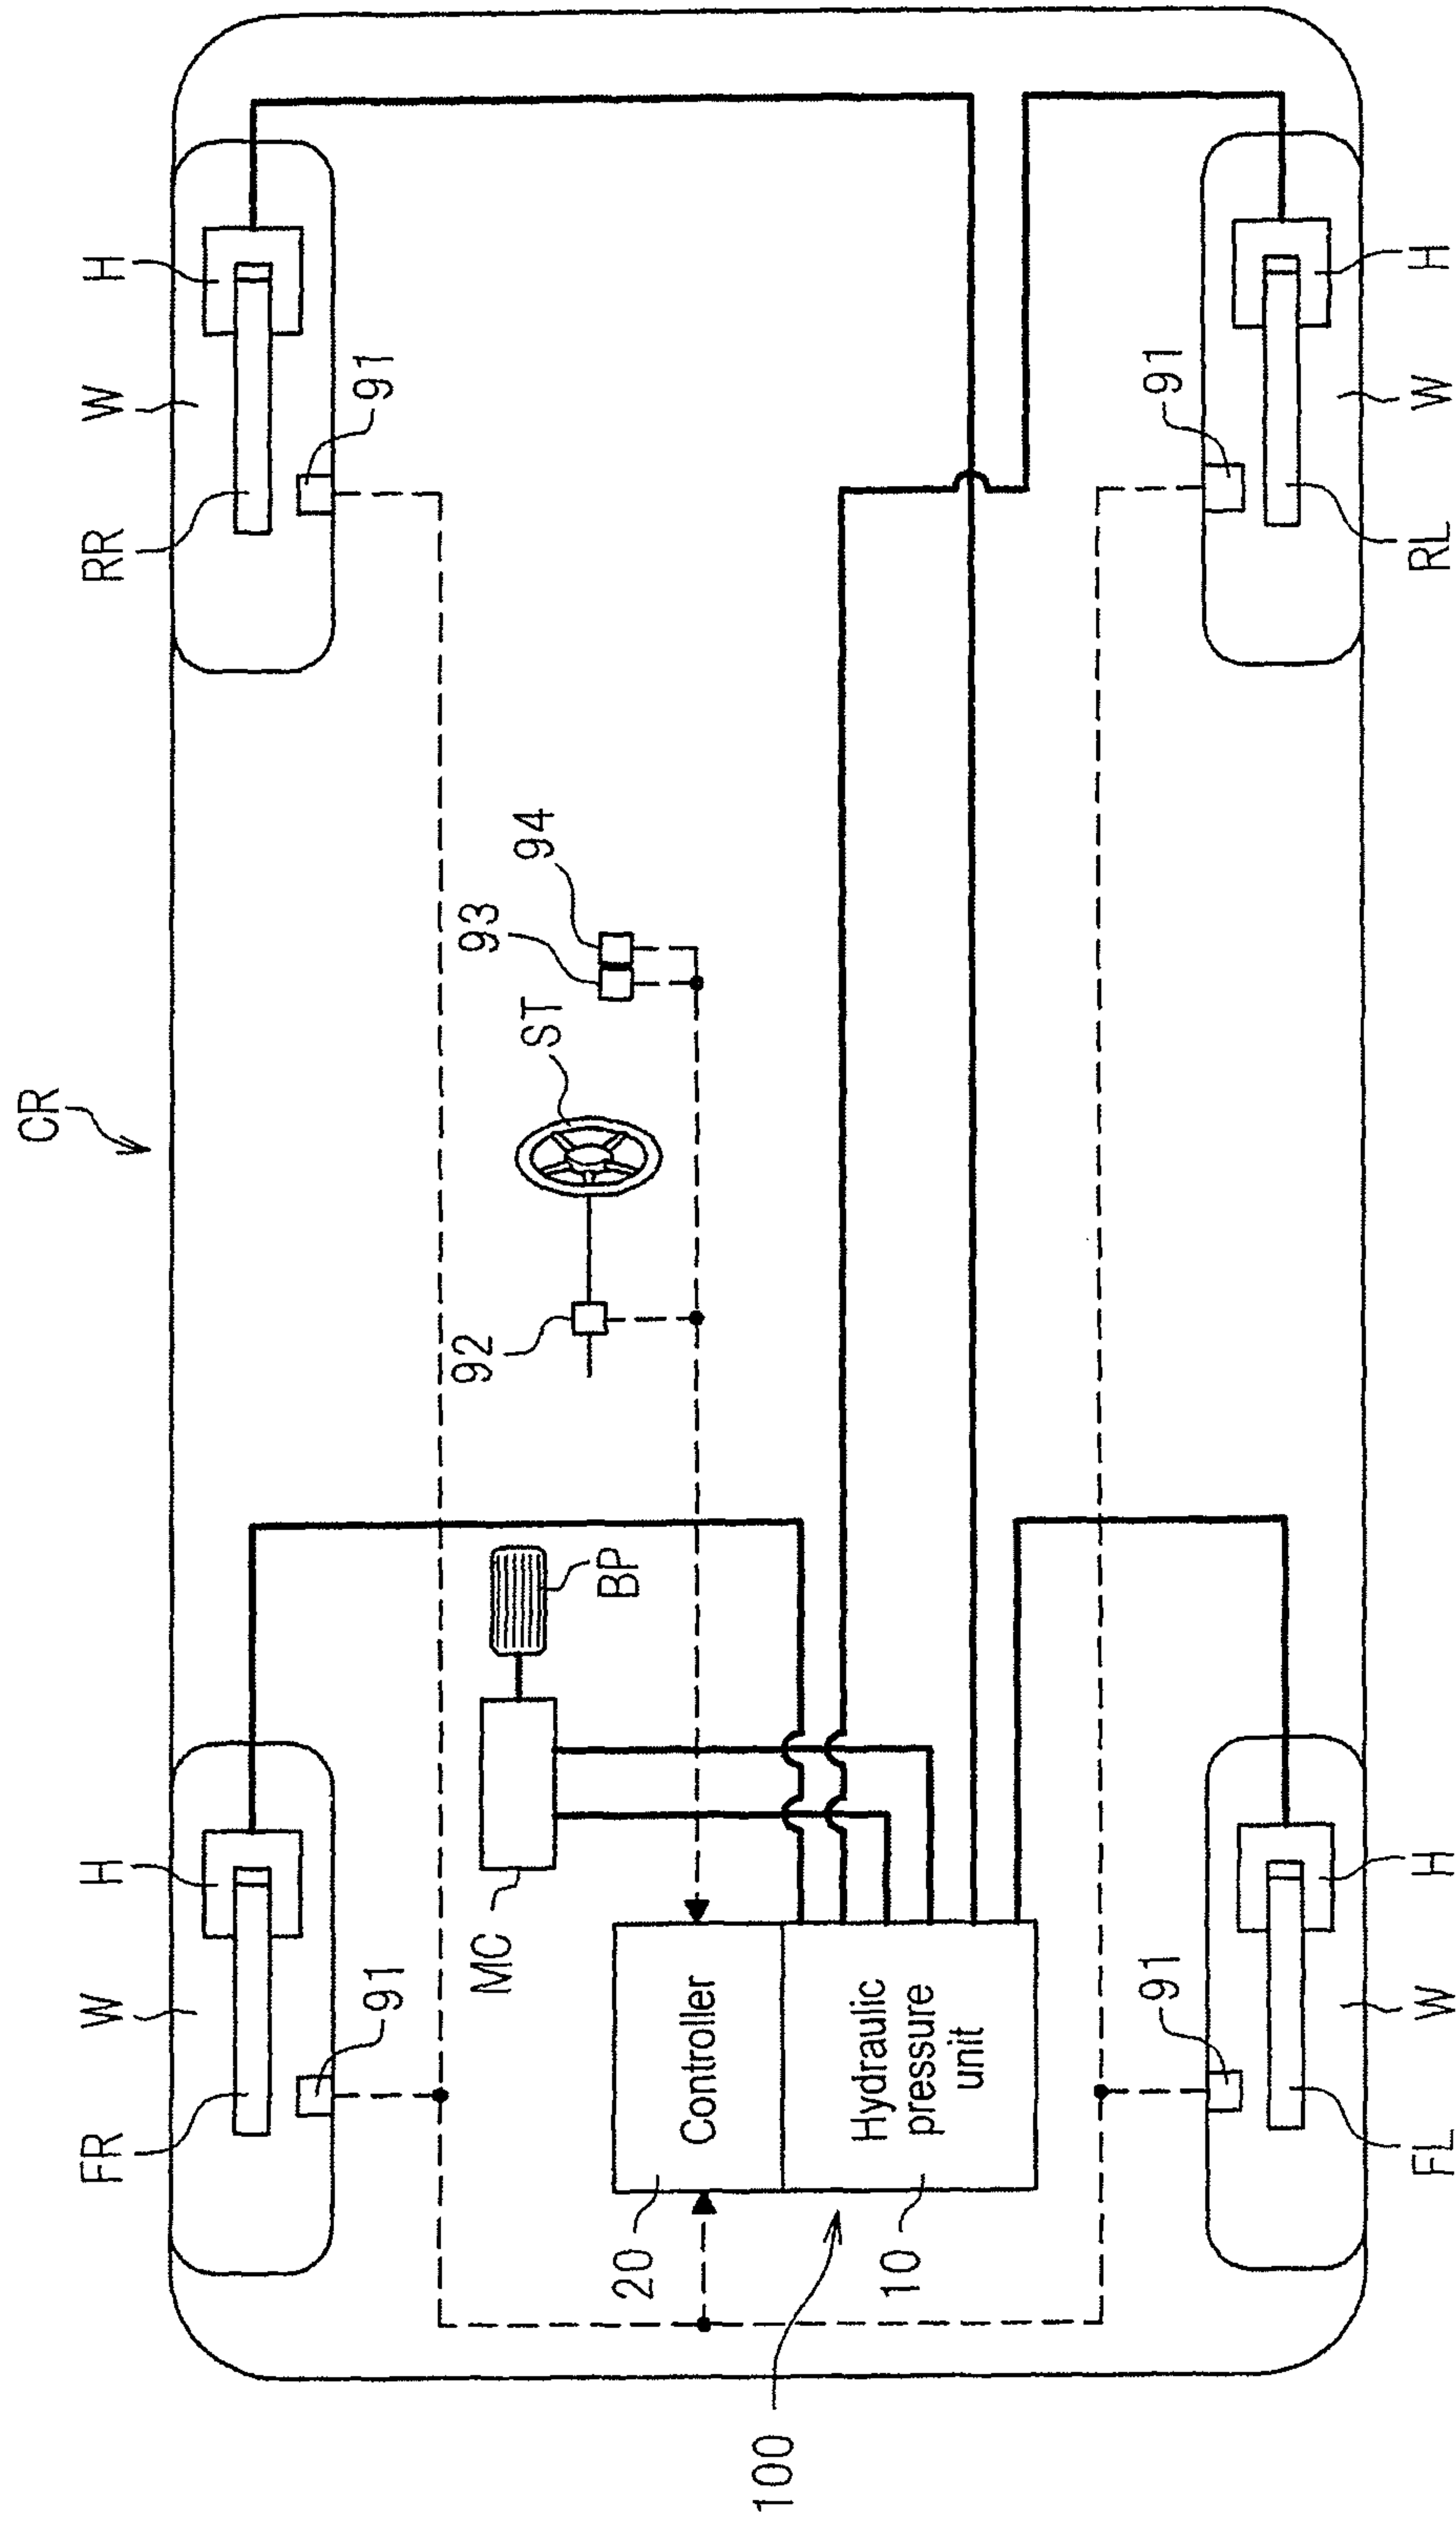 CR
FR
W
H
91
RR
W
H
91
MC
BP
92
ST
93
94
20
Controller
10
Hydraulic
pressure
unit
100
91
91
FL
W
H
RL
W
H